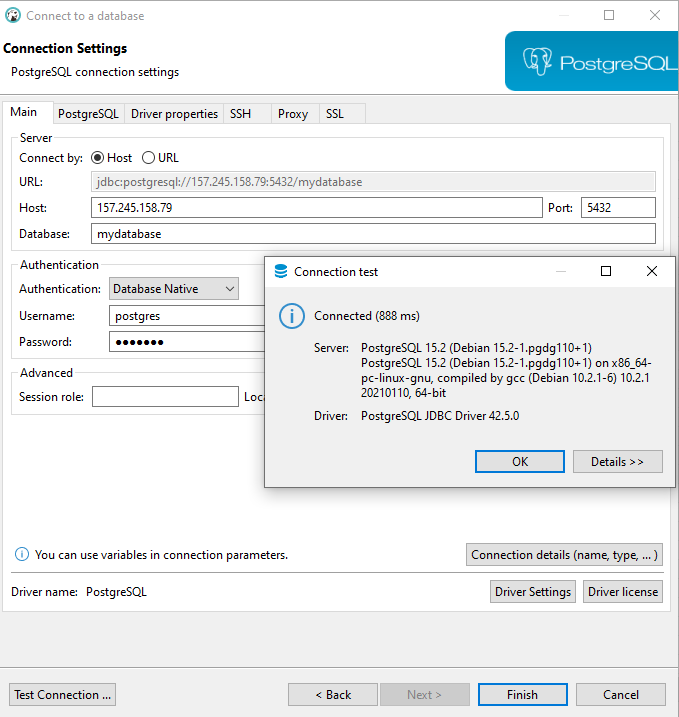 Connect to a database
Connection Settings
PostgreSQL connection settings
PostgreSQL
Main PostgreSQL Driver properties SSH Proxy SSL
Server
Connect by: Host URL
URL: jdbc:postgresql://157.245.158.79:5432/mydatabase
Host: 157.245.158.79 Port: 5432
Database: mydatabase
Authentication
Authentication: Database Native
Username: postgres
Password: •••••••
Advanced
Session role: Loca
Connection test
Connected (888 ms)
Server: PostgreSQL 15.2 (Debian 15.2-1.pgdg110+1)
PostgreSQL 15.2 (Debian 15.2-1.pgdg110+1) on x86_64-
pc-linux-gnu, compiled by gcc (Debian 10.2.1-6) 10.2.1
20210110, 64-bit
Driver: PostgreSQL JDBC Driver 42.5.0
OK Details >>
You can use variables in connection parameters. Connection details (name, type, ... )
Driver name: PostgreSQL Driver Settings Driver license
Test Connection ... < Back Next > Finish Cancel